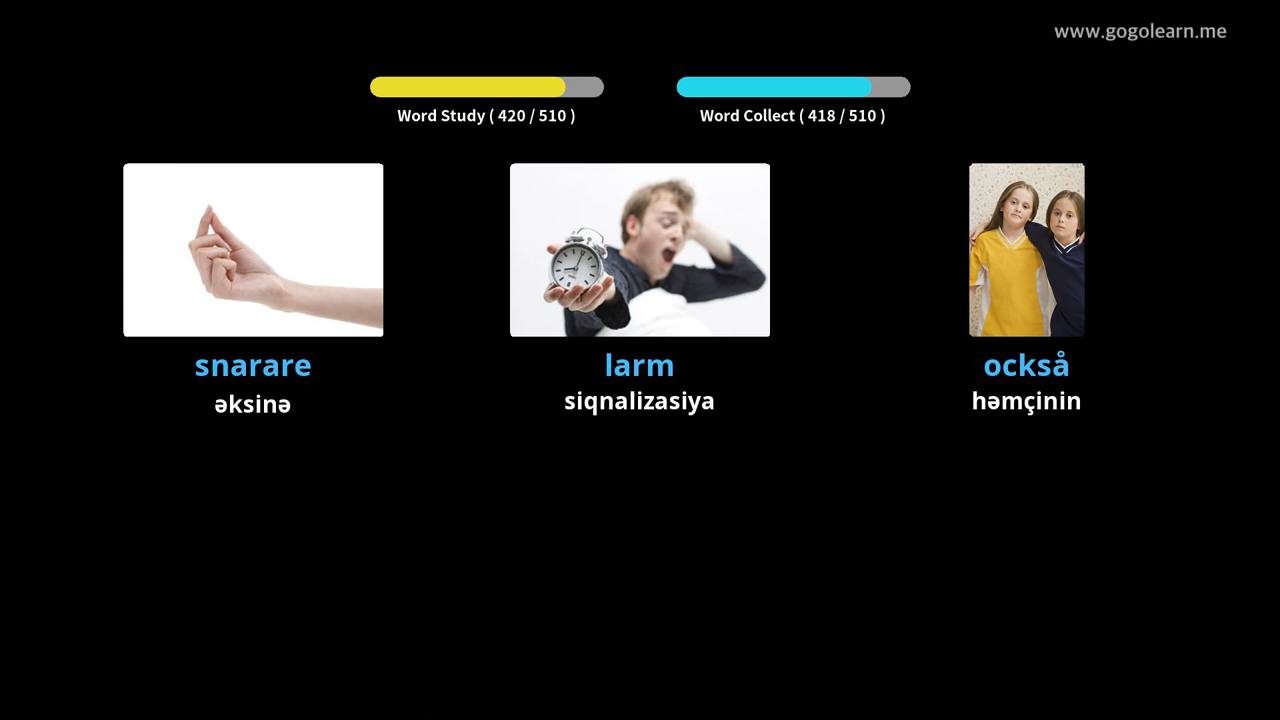 www.gogolearn.me
Word Study ( 420 / 510 )
Word Collect ( 418 / 510 )
snarare
əksinə
larm
siqnalizasiya
också
həmçinin